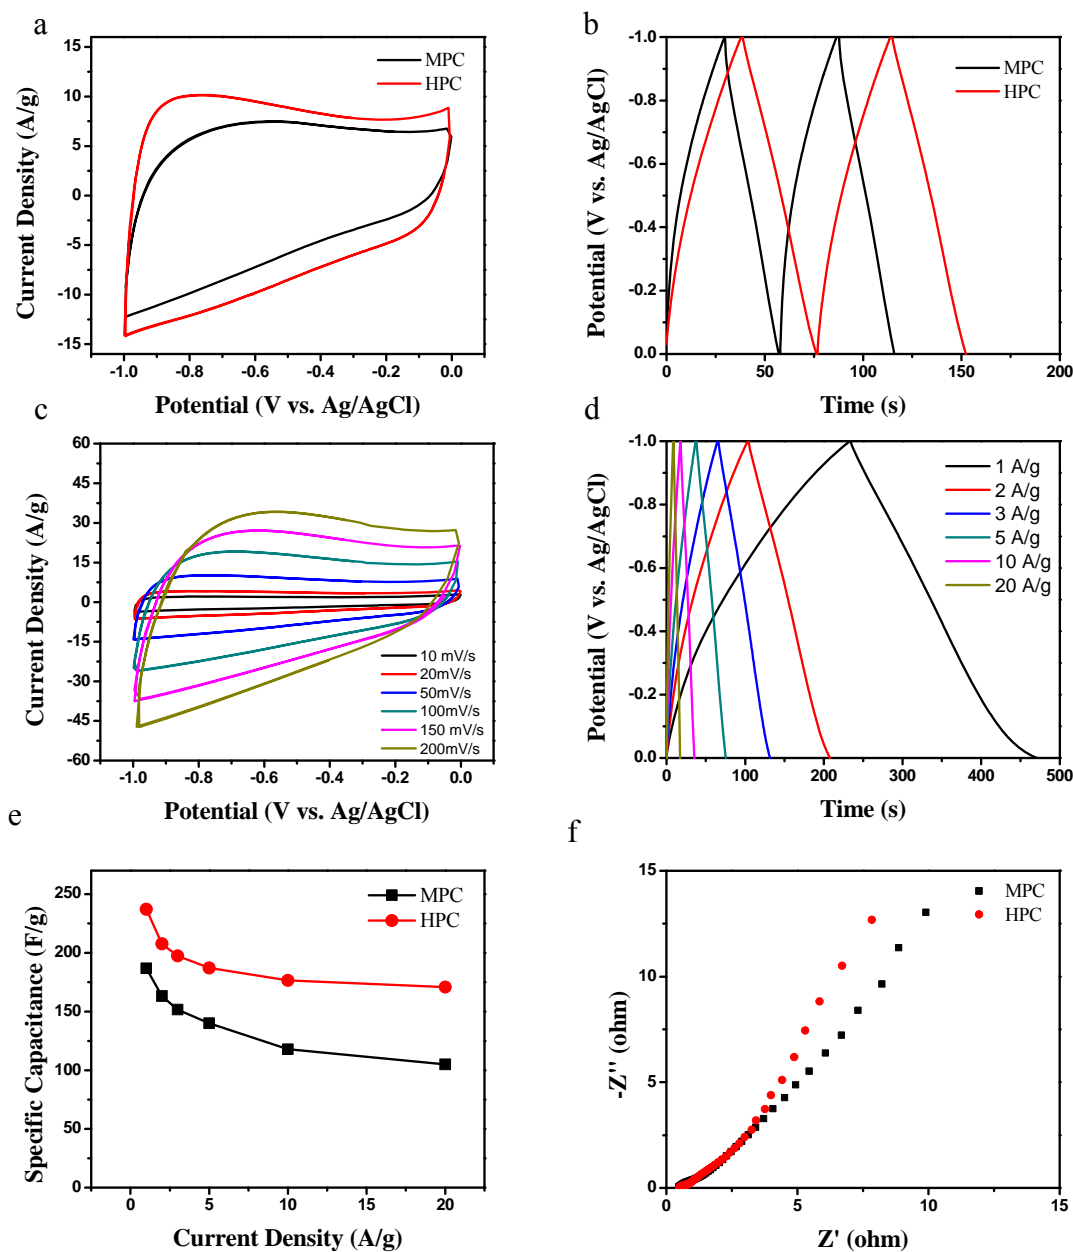 a
15
10
5
0
-5
-10
-15
-1.0 -0.8 -0.6 -0.4 -0.2 0.0
Current Density (A/g)
Potential (V vs. Ag/AgCl)
MPC
HPC
b
-1.0
-0.8
-0.6
-0.4
-0.2
0.0
0 50 100 150 200
Potential (V vs. Ag/AgCl)
Time (s)
MPC
HPC
c
60
45
30
15
0
-15
-30
-45
-60
-1.0 -0.8 -0.6 -0.4 -0.2 0.0
Current Density (A/g)
Potential (V vs. Ag/AgCl)
10 mV/s
20mV/s
50mV/s
100mV/s
150 mV/s
200mV/s
d
-1.0
-0.8
-0.6
-0.4
-0.2
0.0
0 100 200 300 400 500
Potential (V vs. Ag/AgCl)
Time (s)
1 A/g
2 A/g
3 A/g
5 A/g
10 A/g
20 A/g
e
250
200
150
100
50
0
0 5 10 15 20
Specific Capacitance (F/g)
Current Density (A/g)
MPC
HPC
f
15
10
5
0
0 5 10 15
-Z'' (ohm)
Z' (ohm)
MPC
HPC